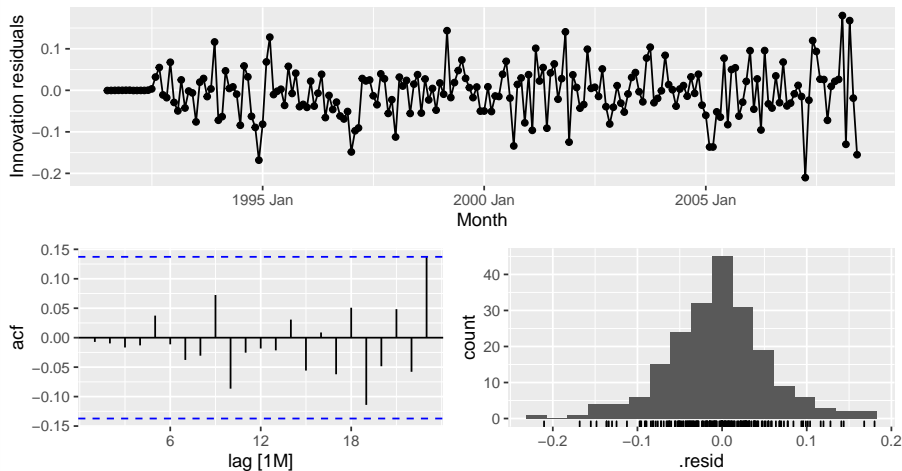 Innovation residuals
0.1
0.0
−0.1
−0.2
1995 Jan
2000 Jan
2005 Jan
Month
acf
0.15
0.10
0.05
0.00
−0.05
−0.10
−0.15
6
12
18
lag [1M]
count
40
30
20
10
0
−0.2
−0.1
0.0
0.1
0.2
.resid